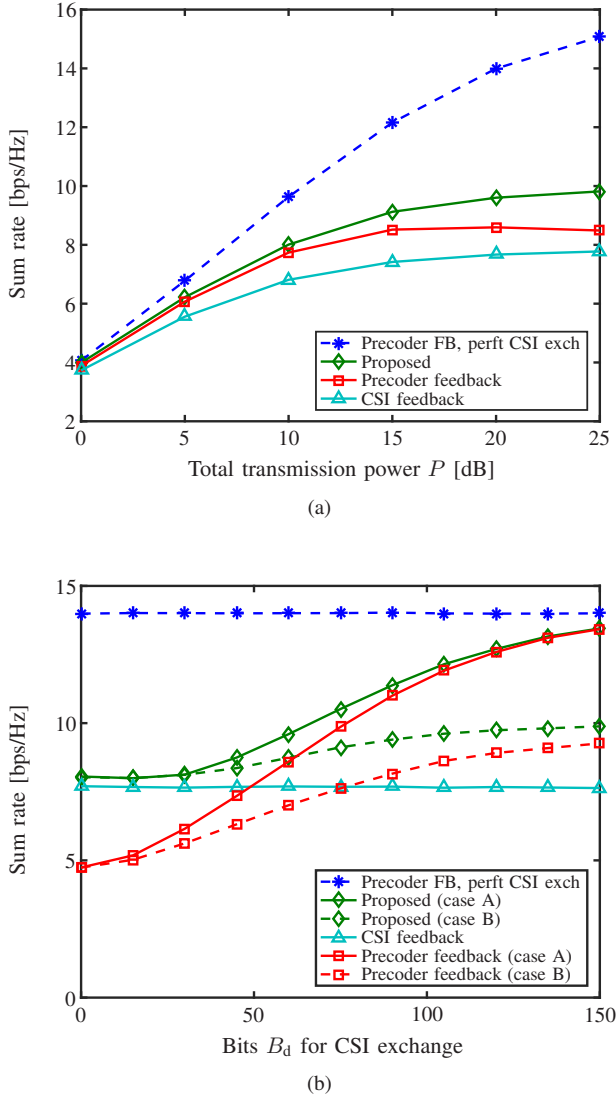 16
14
12
10
8
6
4
2
Sum rate [bps/Hz]
Precoder FB, perft CSI exch
Proposed
Precoder feedback
CSI feedback
0 5 10 15 20 25
Total transmission power P [dB]
(a)
15
10
5
0
Sum rate [bps/Hz]
Precoder FB, perft CSI exch
Proposed (case A)
Proposed (case B)
CSI feedback
Precoder feedback (case A)
Precoder feedback (case B)
0 50 100 150
Bits B_d for CSI exchange
(b)